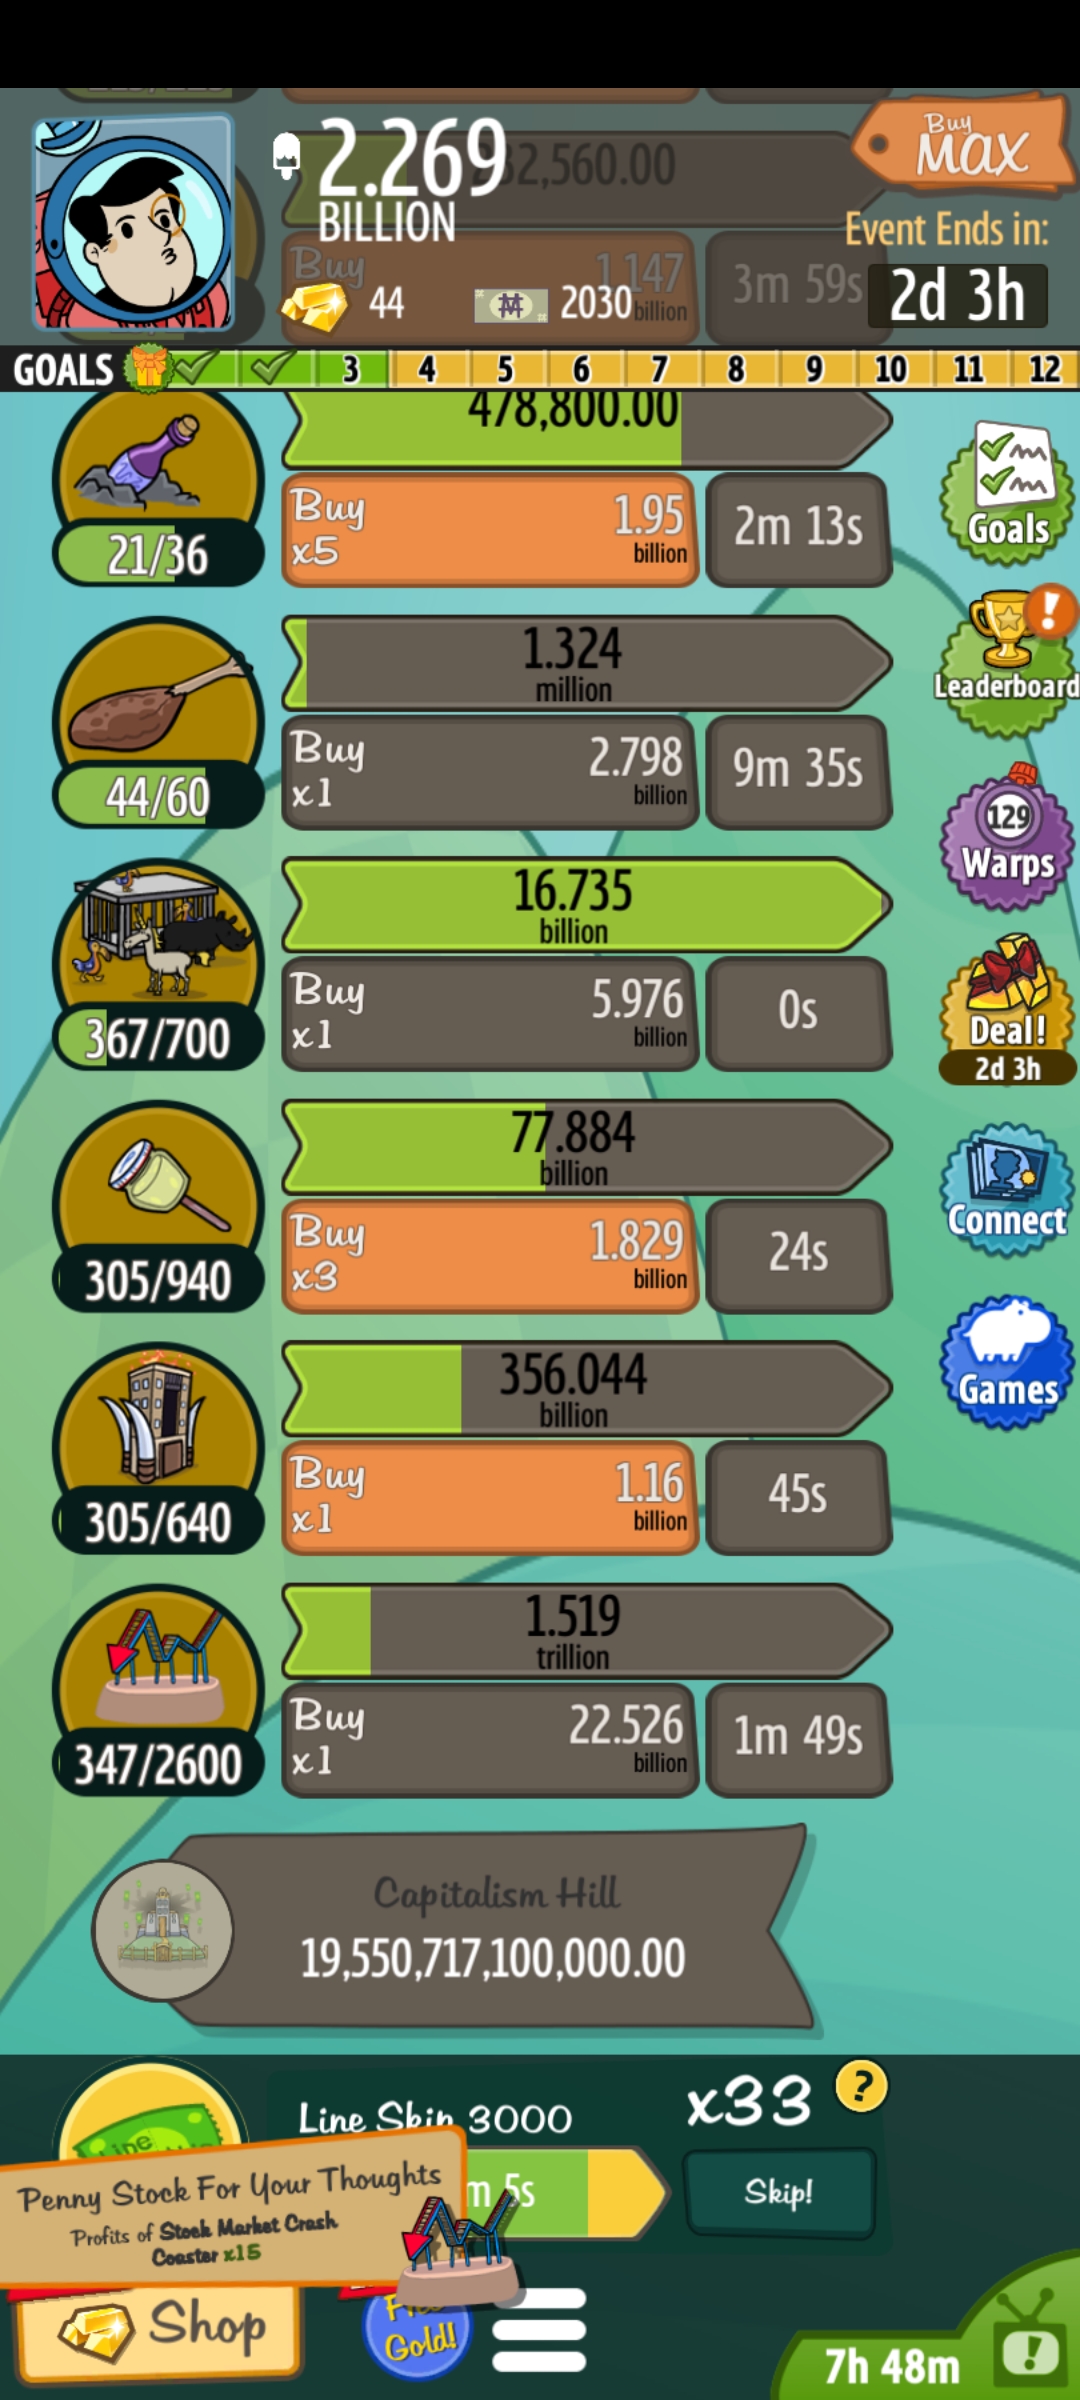 2.269
BILLION
Buy
MAX
32,560.00
Event Ends in:
2d 3h
Buy
1.147
billion
3m 59s
44
2030
GOALS
3
4
5
6
7
8
9
10
11
12
478,800.00
Buy
x5
1.95
billion
2m 13s
21/36
Goals
1.324
million
Buy
x1
2.798
billion
9m 35s
44/60
Leaderboard
129
Warps
16.735
billion
Buy
x1
5.976
billion
0s
367/700
Deal!
2d 3h
77.884
billion
Buy
x3
1.829
billion
24s
305/940
Connect
356.044
billion
Buy
x1
1.16
billion
45s
305/640
Games
1.519
trillion
Buy
x1
22.526
billion
1m 49s
347/2600
Capitalism Hill
19,550,717,100,000.00
Line Skip 3000
x33
?
m 5s
Skip!
Penny Stock For Your Thoughts
Profits of Stock Market Crash
Coaster x15
Shop
Gold!
7h 48m